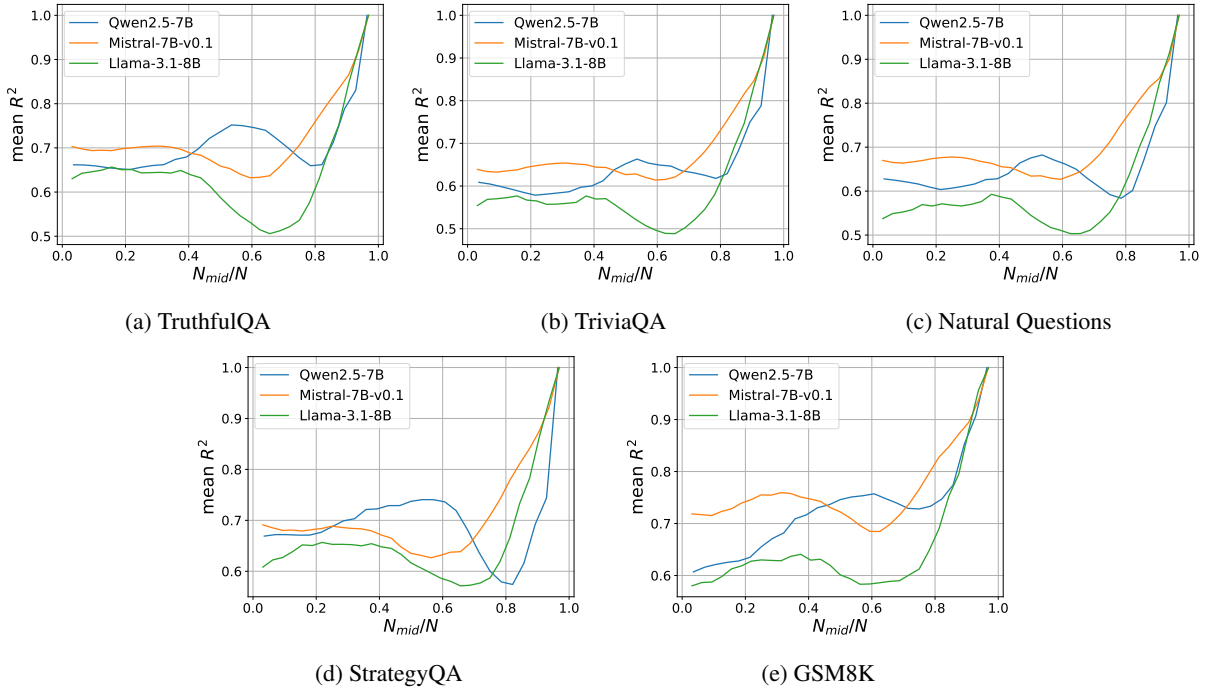 Qwen2.5-7B
Mistral-7B-v0.1
Llama-3.1-8B
mean R²
1.0
0.9
0.8
0.7
0.6
0.5
0.0 0.2 0.4 0.6 0.8 1.0
N_mid/N
(a) TruthfulQA
Qwen2.5-7B
Mistral-7B-v0.1
Llama-3.1-8B
mean R²
1.0
0.9
0.8
0.7
0.6
0.5
0.0 0.2 0.4 0.6 0.8 1.0
N_mid/N
(b) TriviaQA
Qwen2.5-7B
Mistral-7B-v0.1
Llama-3.1-8B
mean R²
1.0
0.9
0.8
0.7
0.6
0.5
0.0 0.2 0.4 0.6 0.8 1.0
N_mid/N
(c) Natural Questions
Qwen2.5-7B
Mistral-7B-v0.1
Llama-3.1-8B
mean R²
1.0
0.9
0.8
0.7
0.6
0.0 0.2 0.4 0.6 0.8 1.0
N_mid/N
(d) StrategyQA
Qwen2.5-7B
Mistral-7B-v0.1
Llama-3.1-8B
mean R²
1.0
0.9
0.8
0.7
0.6
0.0 0.2 0.4 0.6 0.8 1.0
N_mid/N
(e) GSM8K